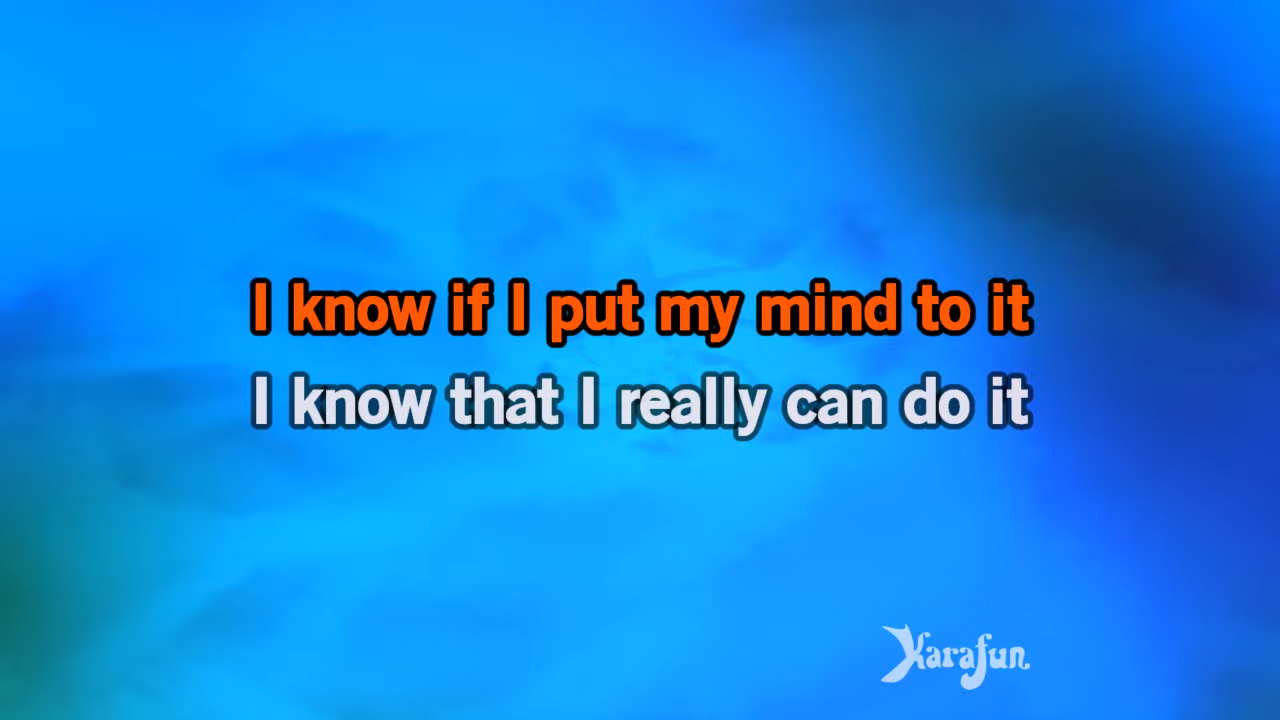 I know if I put my mind to it
I know that I really can do it
Karafun